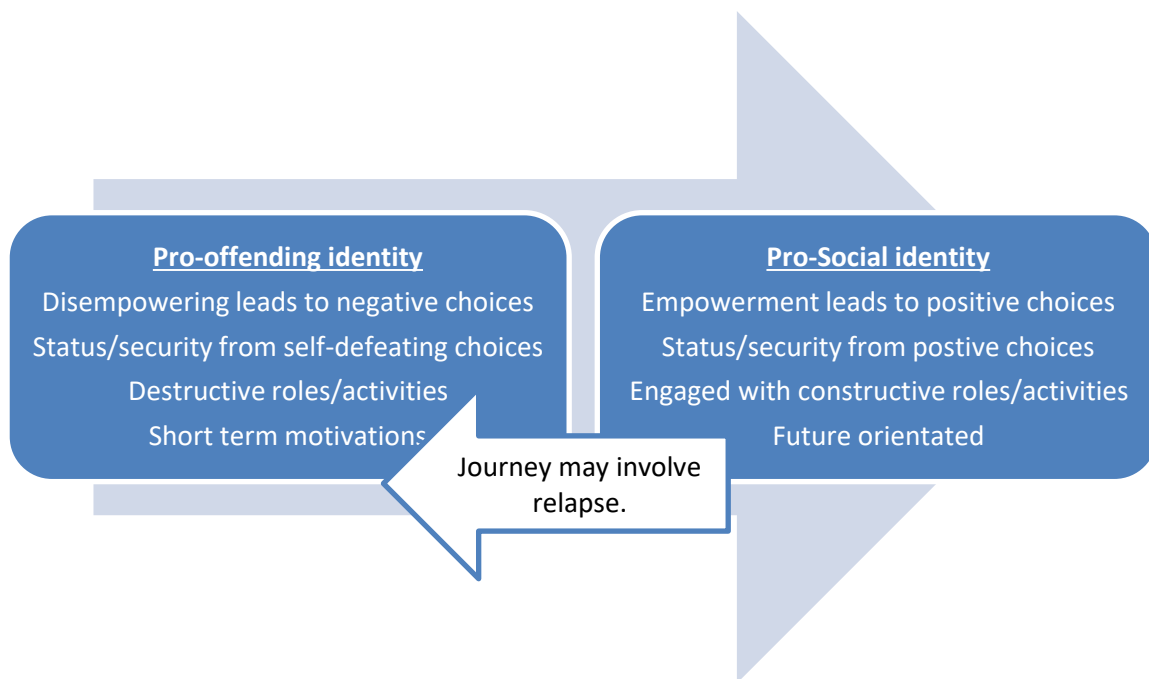 Pro-offending identity
Disempowering leads to negative choices
Status/security from self-defeating choices
Destructive roles/activities
Short term motivations
Pro-Social identity
Empowerment leads to positive choices
Status/security from postive choices
Engaged with constructive roles/activities
Future orientated
Journey may involve
relapse.